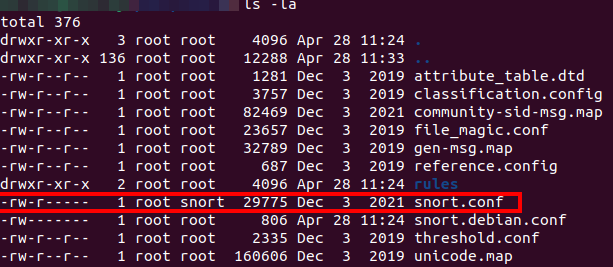 ls -la
total 376
drwxr-xr-x 3 root root 4096 Apr 28 11:24 .
drwxr-xr-x 136 root root 12288 Apr 28 11:33 ..
-rw-r--r-- 1 root root 1281 Dec 3 2019 attribute_table.dtd
-rw-r--r-- 1 root root 3757 Dec 3 2019 classification.config
-rw-r--r-- 1 root root 82469 Dec 3 2021 community-sid-msg.map
-rw-r--r-- 1 root root 23657 Dec 3 2019 file_magic.conf
-rw-r--r-- 1 root root 32789 Dec 3 2019 gen-msg.map
-rw-r--r-- 1 root root 687 Dec 3 2019 reference.config
drwxr-xr-x 2 root root 4096 Apr 28 11:24 rules
-rw-r----- 1 root snort 29775 Dec 3 2021 snort.conf
-rw------- 1 root root 806 Apr 28 11:24 snort.debian.conf
-rw-r--r-- 1 root root 2335 Dec 3 2019 threshold.conf
-rw-r--r-- 1 root root 160606 Dec 3 2019 unicode.map